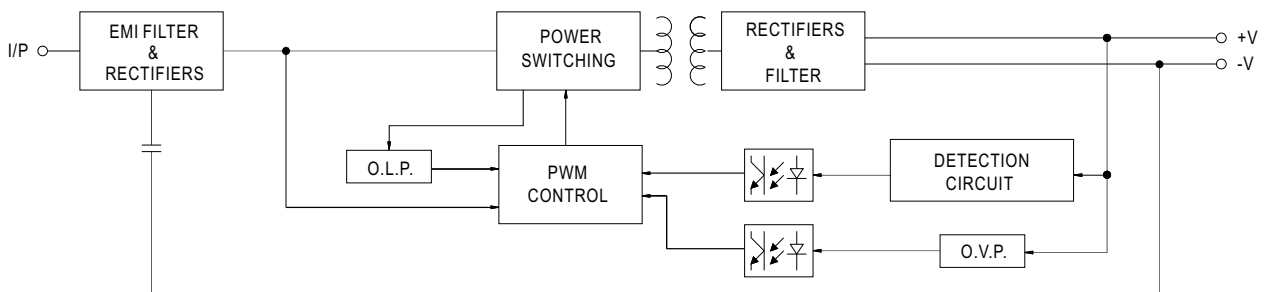 I/P
EMI FILTER
&
RECTIFIERS
POWER
SWITCHING
RECTIFIERS
&
FILTER
+V
-V
O.L.P.
PWM
CONTROL
DETECTION
CIRCUIT
O.V.P.